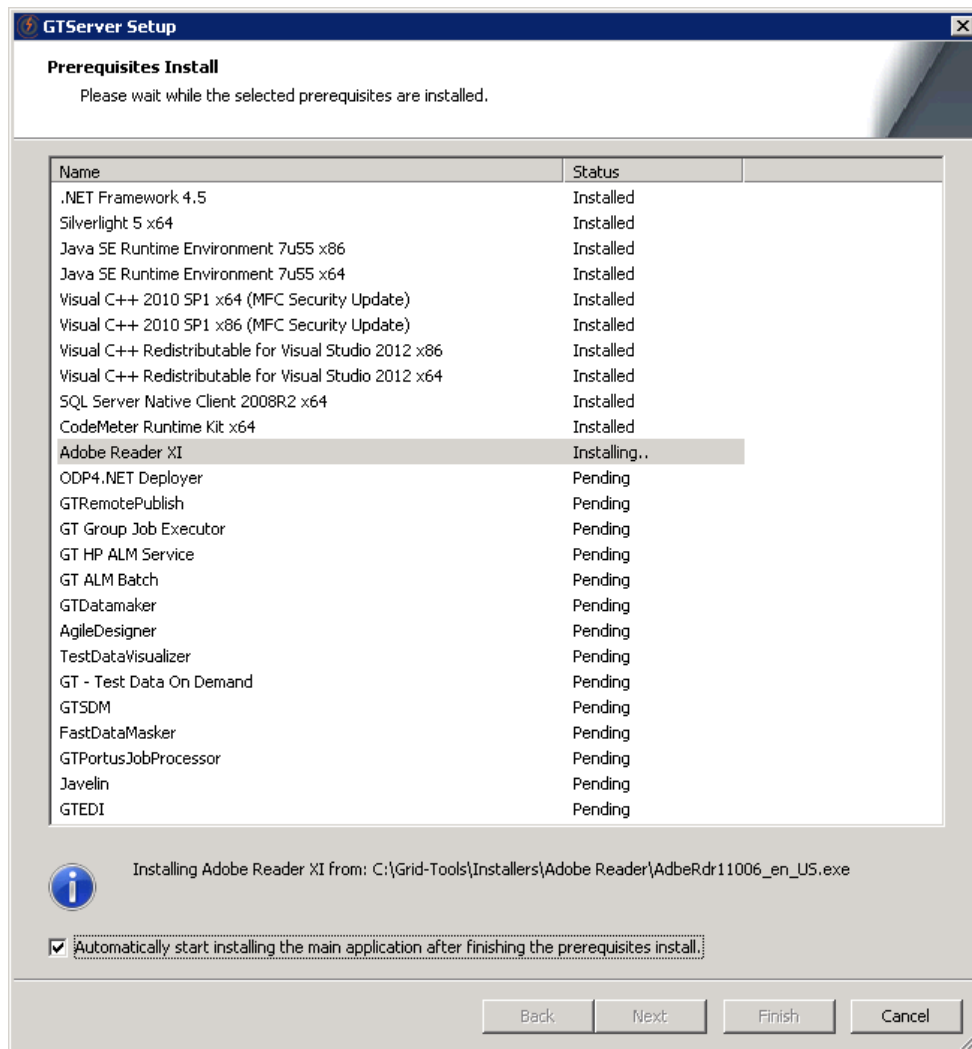 GTServer Setup
Prerequisites Install
Please wait while the selected prerequisites are installed.
Name Status
.NET Framework 4.5 Installed
Silverlight 5 x64 Installed
Java SE Runtime Environment 7u55 x86 Installed
Java SE Runtime Environment 7u55 x64 Installed
Visual C++ 2010 SP1 x64 (MFC Security Update) Installed
Visual C++ 2010 SP1 x86 (MFC Security Update) Installed
Visual C++ Redistributable for Visual Studio 2012 x86 Installed
Visual C++ Redistributable for Visual Studio 2012 x64 Installed
SQL Server Native Client 2008R2 x64 Installed
CodeMeter Runtime Kit x64 Installed
Adobe Reader XI Installing..
ODP4.NET Deployer Pending
GTRemotePublish Pending
GT Group Job Executor Pending
GT HP ALM Service Pending
GT ALM Batch Pending
GTDatamaker Pending
AgileDesigner Pending
TestDataVisualizer Pending
GT - Test Data On Demand Pending
GTSDM Pending
FastDataMasker Pending
GTPortusJobProcessor Pending
Javelin Pending
GTEDI Pending
Installing Adobe Reader XI from: C:\Grid-Tools\Installers\Adobe Reader\AdbeRdr11006_en_US.exe
Automatically start installing the main application after finishing the prerequisites install.
Back Next Finish Cancel